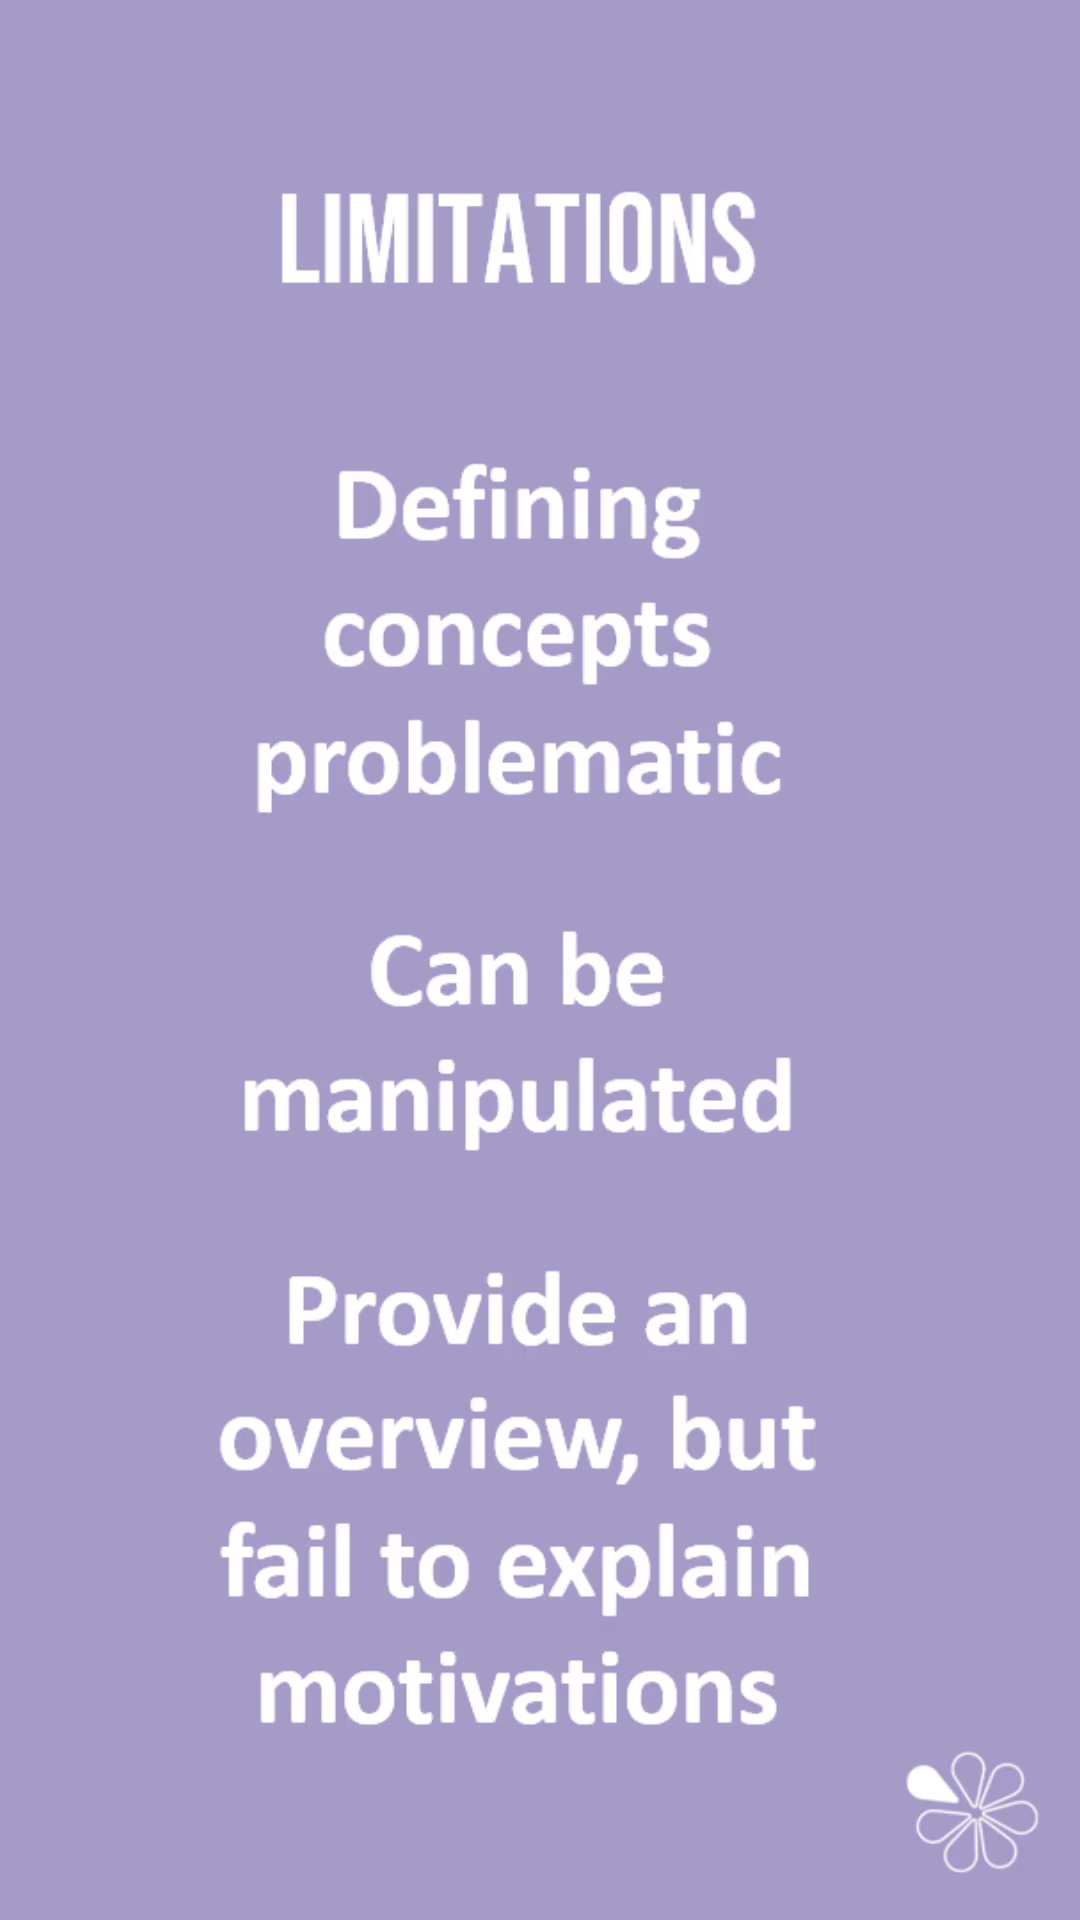 LIMITATIONS
Defining
concepts
problematic
Can be
manipulated
Provide an
overview, but
fail to explain
motivations